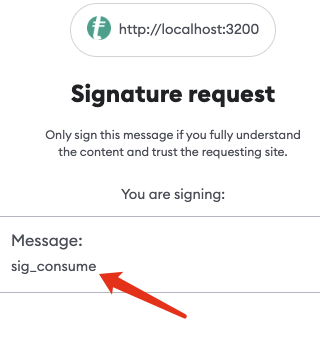 http://localhost:3200
Signature request
Only sign this message if you fully understand
the content and trust the requesting site.
You are signing:
Message:
sig_consume